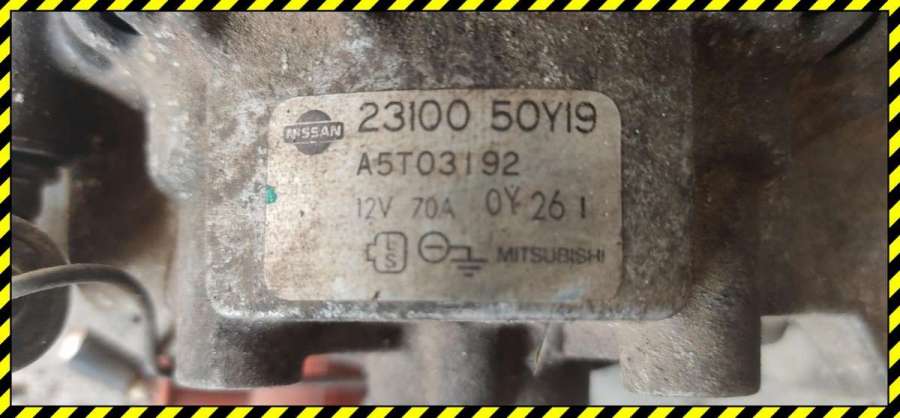 NISSAN 23100 50Y19
A5T03192
12V 70A 0Y 26 1
L
S
MITSUBISHI